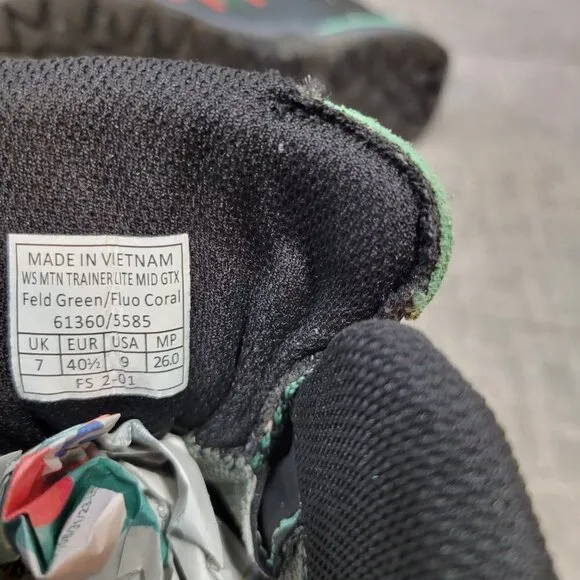 MADE IN VIETNAM
WS MTN TRAINER LITE MID GTX
Feld Green/Fluo Coral
61360/5585
UK EUR USA MP
7 40½ 9 26.0
FS 2-01